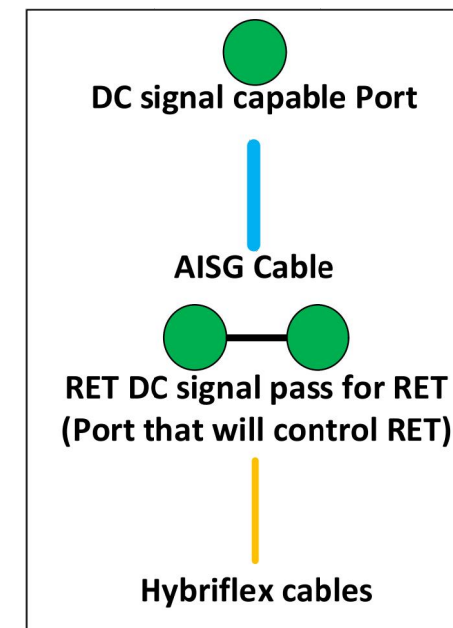 DC signal capable Port
AISG Cable
RET DC signal pass for RET
(Port that will control RET)
Hybriflex cables